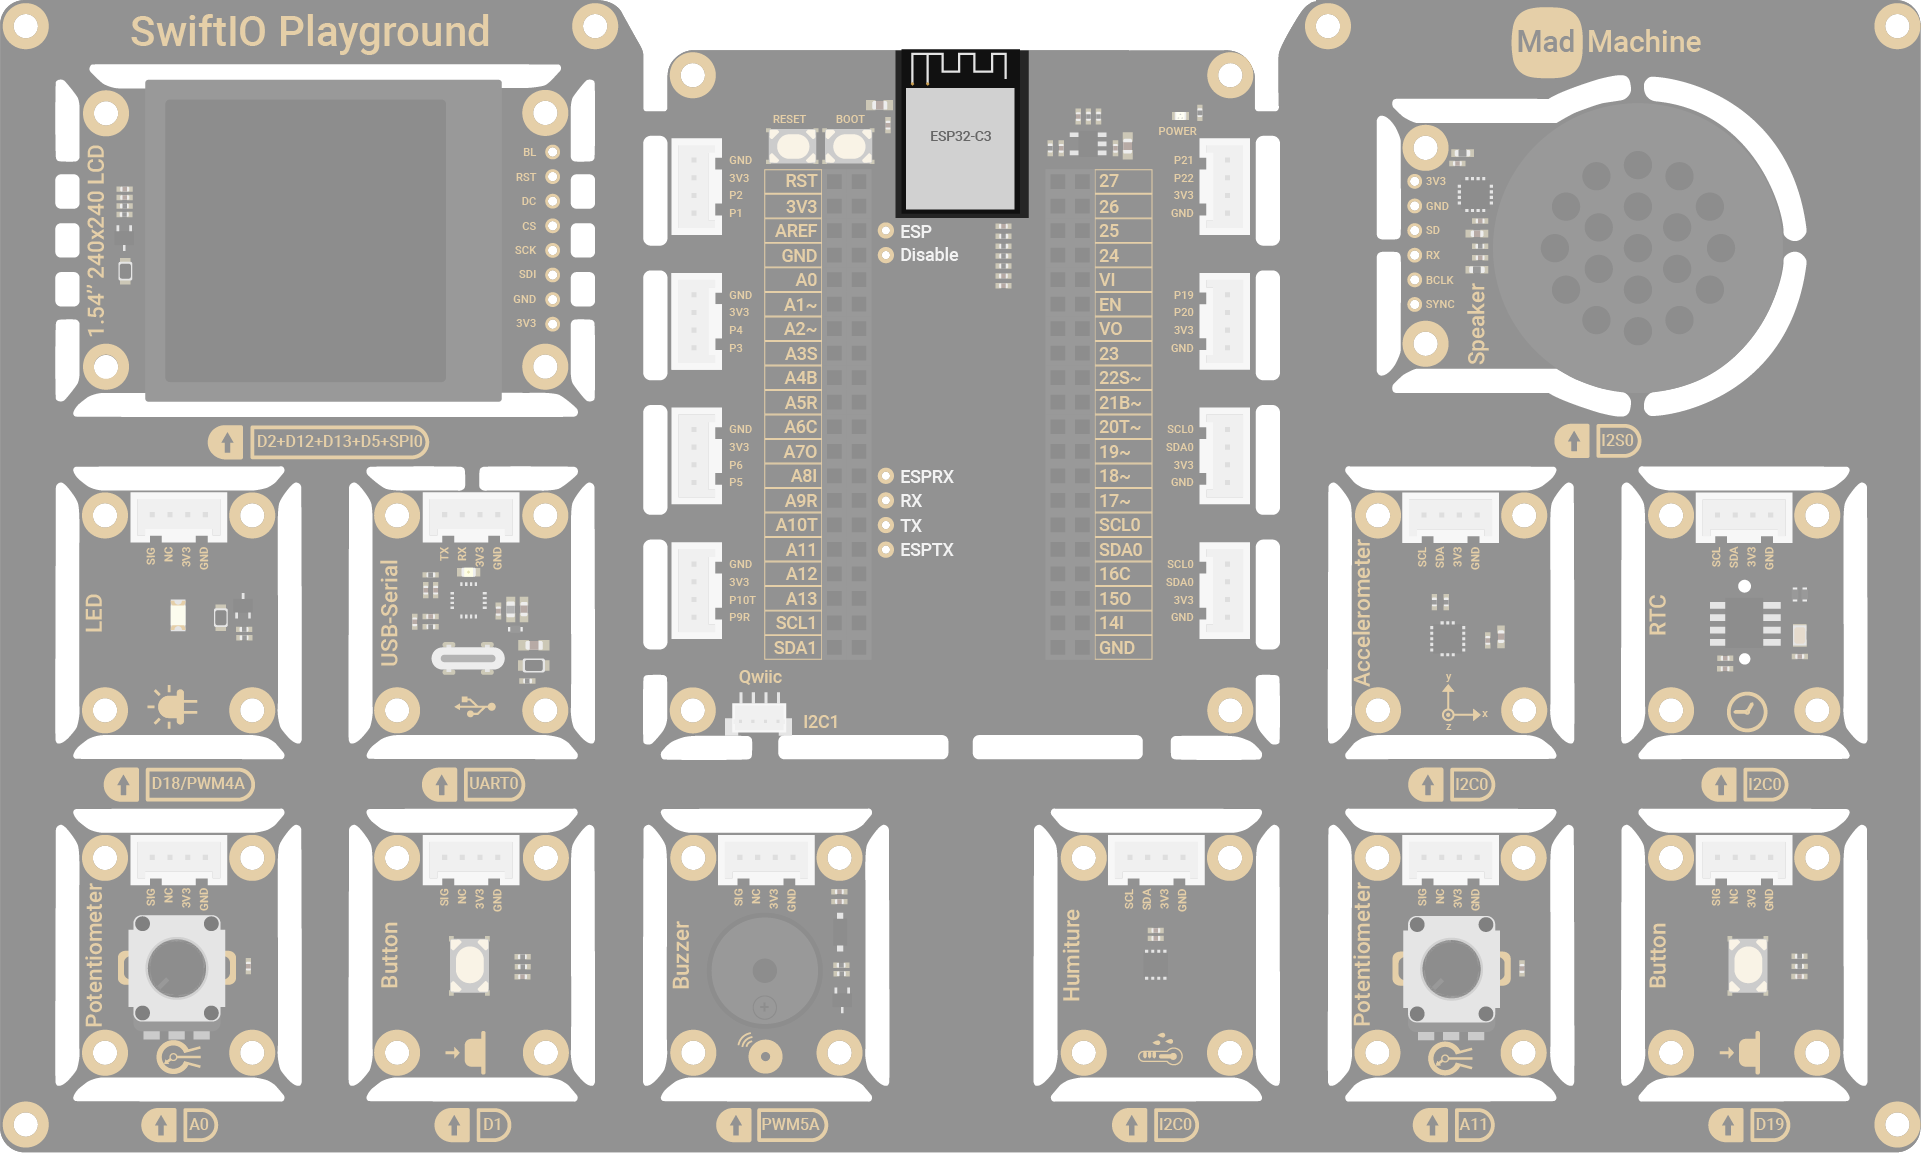 SwiftIO Playground
Mad Machine
1.54" 240x240 LCD
BL
RST
DC
CS
SCK
SDI
GND
3V3
D2+D12+D13+D5+SPI0
RESET
BOOT
ESP32-C3
POWER
GND
3V3
P2
P1
GND
3V3
P4
P3
GND
3V3
P6
P5
GND
3V3
P10T
P9R
RST
3V3
AREF
GND
A0
A1~
A2~
A3S
A4B
A5R
A6C
A7O
A8I
A9R
A10T
A11
A12
A13
SCL1
SDA1
ESP
Disable
ESPRX
RX
TX
ESPTX
27
26
25
24
VI
EN
VO
23
22S~
21B~
20T~
19~
18~
17~
SCL0
SDA0
16C
15O
14I
GND
P21
P22
3V3
GND
P19
P20
3V3
GND
SCL0
SDA0
3V3
GND
SCL0
SDA0
3V3
GND
Qwiic
I2C1
3V3
GND
SD
RX
BCLK
SYNC
Speaker
I2S0
SIG
NC
3V3
GND
LED
D18/PWM4A
TX
RX
3V3
GND
USB-Serial
UART0
SCL
SDA
3V3
GND
Accelerometer
y
x
z
I2C0
SCL
SDA
3V3
GND
RTC
I2C0
SIG
NC
3V3
GND
Potentiometer
A0
SIG
NC
3V3
GND
Button
D1
SIG
NC
3V3
GND
Buzzer
PWM5A
SCL
SDA
3V3
GND
Humiture
I2C0
SIG
NC
3V3
GND
Potentiometer
A11
SIG
NC
3V3
GND
Button
D19